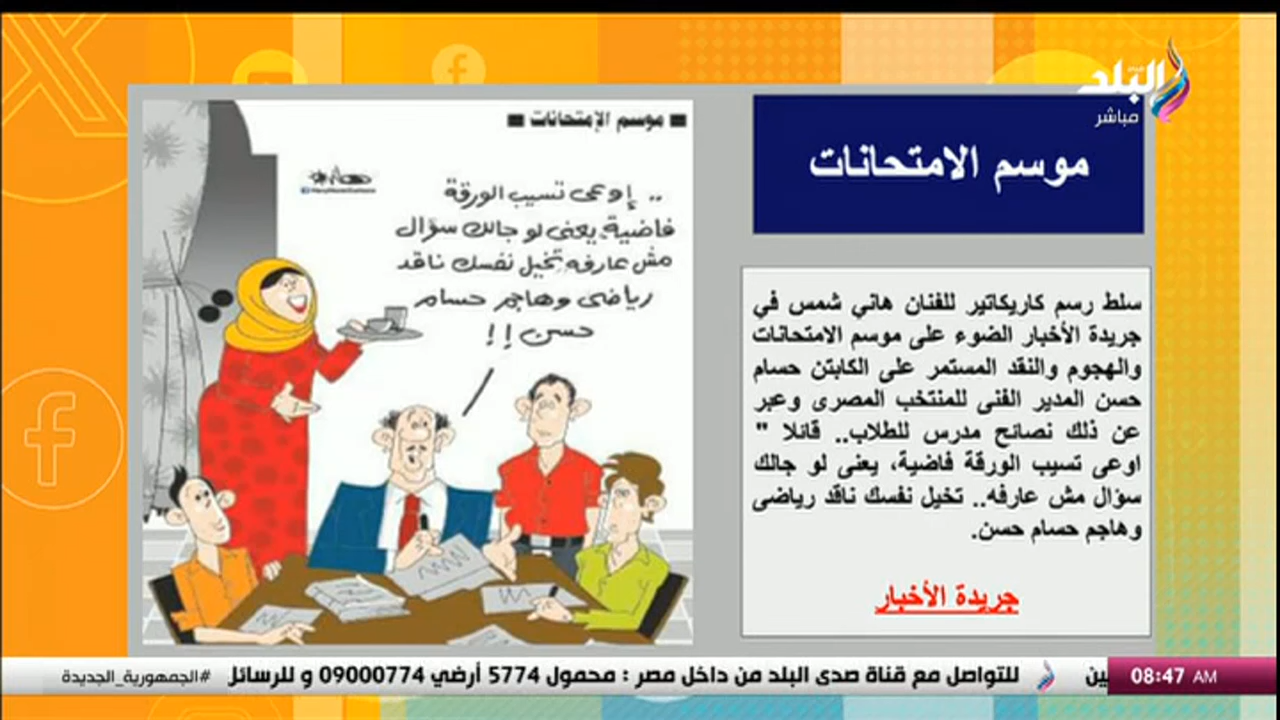 البلد
مباشر
موسم الامتحانات
■ موسم الإمتحانات ■
.. إوعى تسيب الورقة
فاضية، يعنى لو جالك سؤال
مش عارفه تخيل نفسك ناقد
رياضى وهاجم حسام
حسن !!
سلط رسم كاريكاتير للفنان هاني شمس في
جريدة الأخبار الضوء على موسم الامتحانات
والهجوم والنقد المستمر على الكابتن حسام
حسن المدير الفنى للمنتخب المصرى وعبر
عن ذلك نصائح مدرس للطلاب.. قائلا "
اوعى تسيب الورقة فاضية، يعنى لو جالك
سؤال مش عارفه.. تخيل نفسك ناقد رياضى
وهاجم حسام حسن.
جريدة الأخبار
08:47 AM
ين
للتواصل مع قناة صدى البلد من داخل مصر : محمول 5774 أرضي 09000774 و للرسائل
#الجمهورية_الجديدة